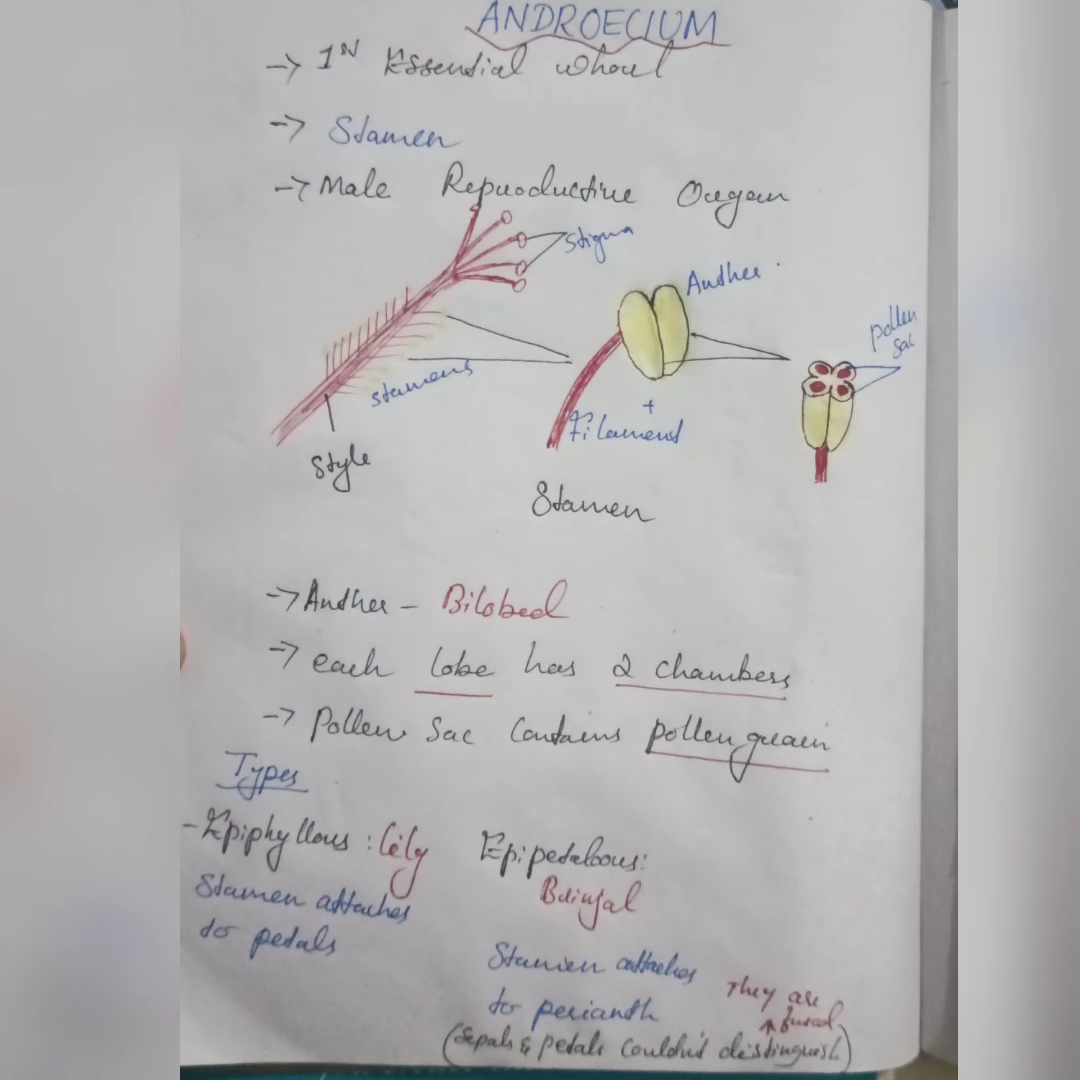 ANDROECIUM
→ 1st Essential whorl
→ Stamen
→ Male Reproductive Organ
Stigma
Anther
pollen
sac
stamens
+
Filament
Style
Stamen
→ Anther - Bilobed
→ each lobe has 2 chambers
→ Pollen Sac Contains pollen grain
Types
- Epiphyllous : lily
Stamen attaches
to petals
Epipetalous:
Brinjal
Stamen attaches
to perianth
They are
fused
(Sepals & petals couldn't distinguish)